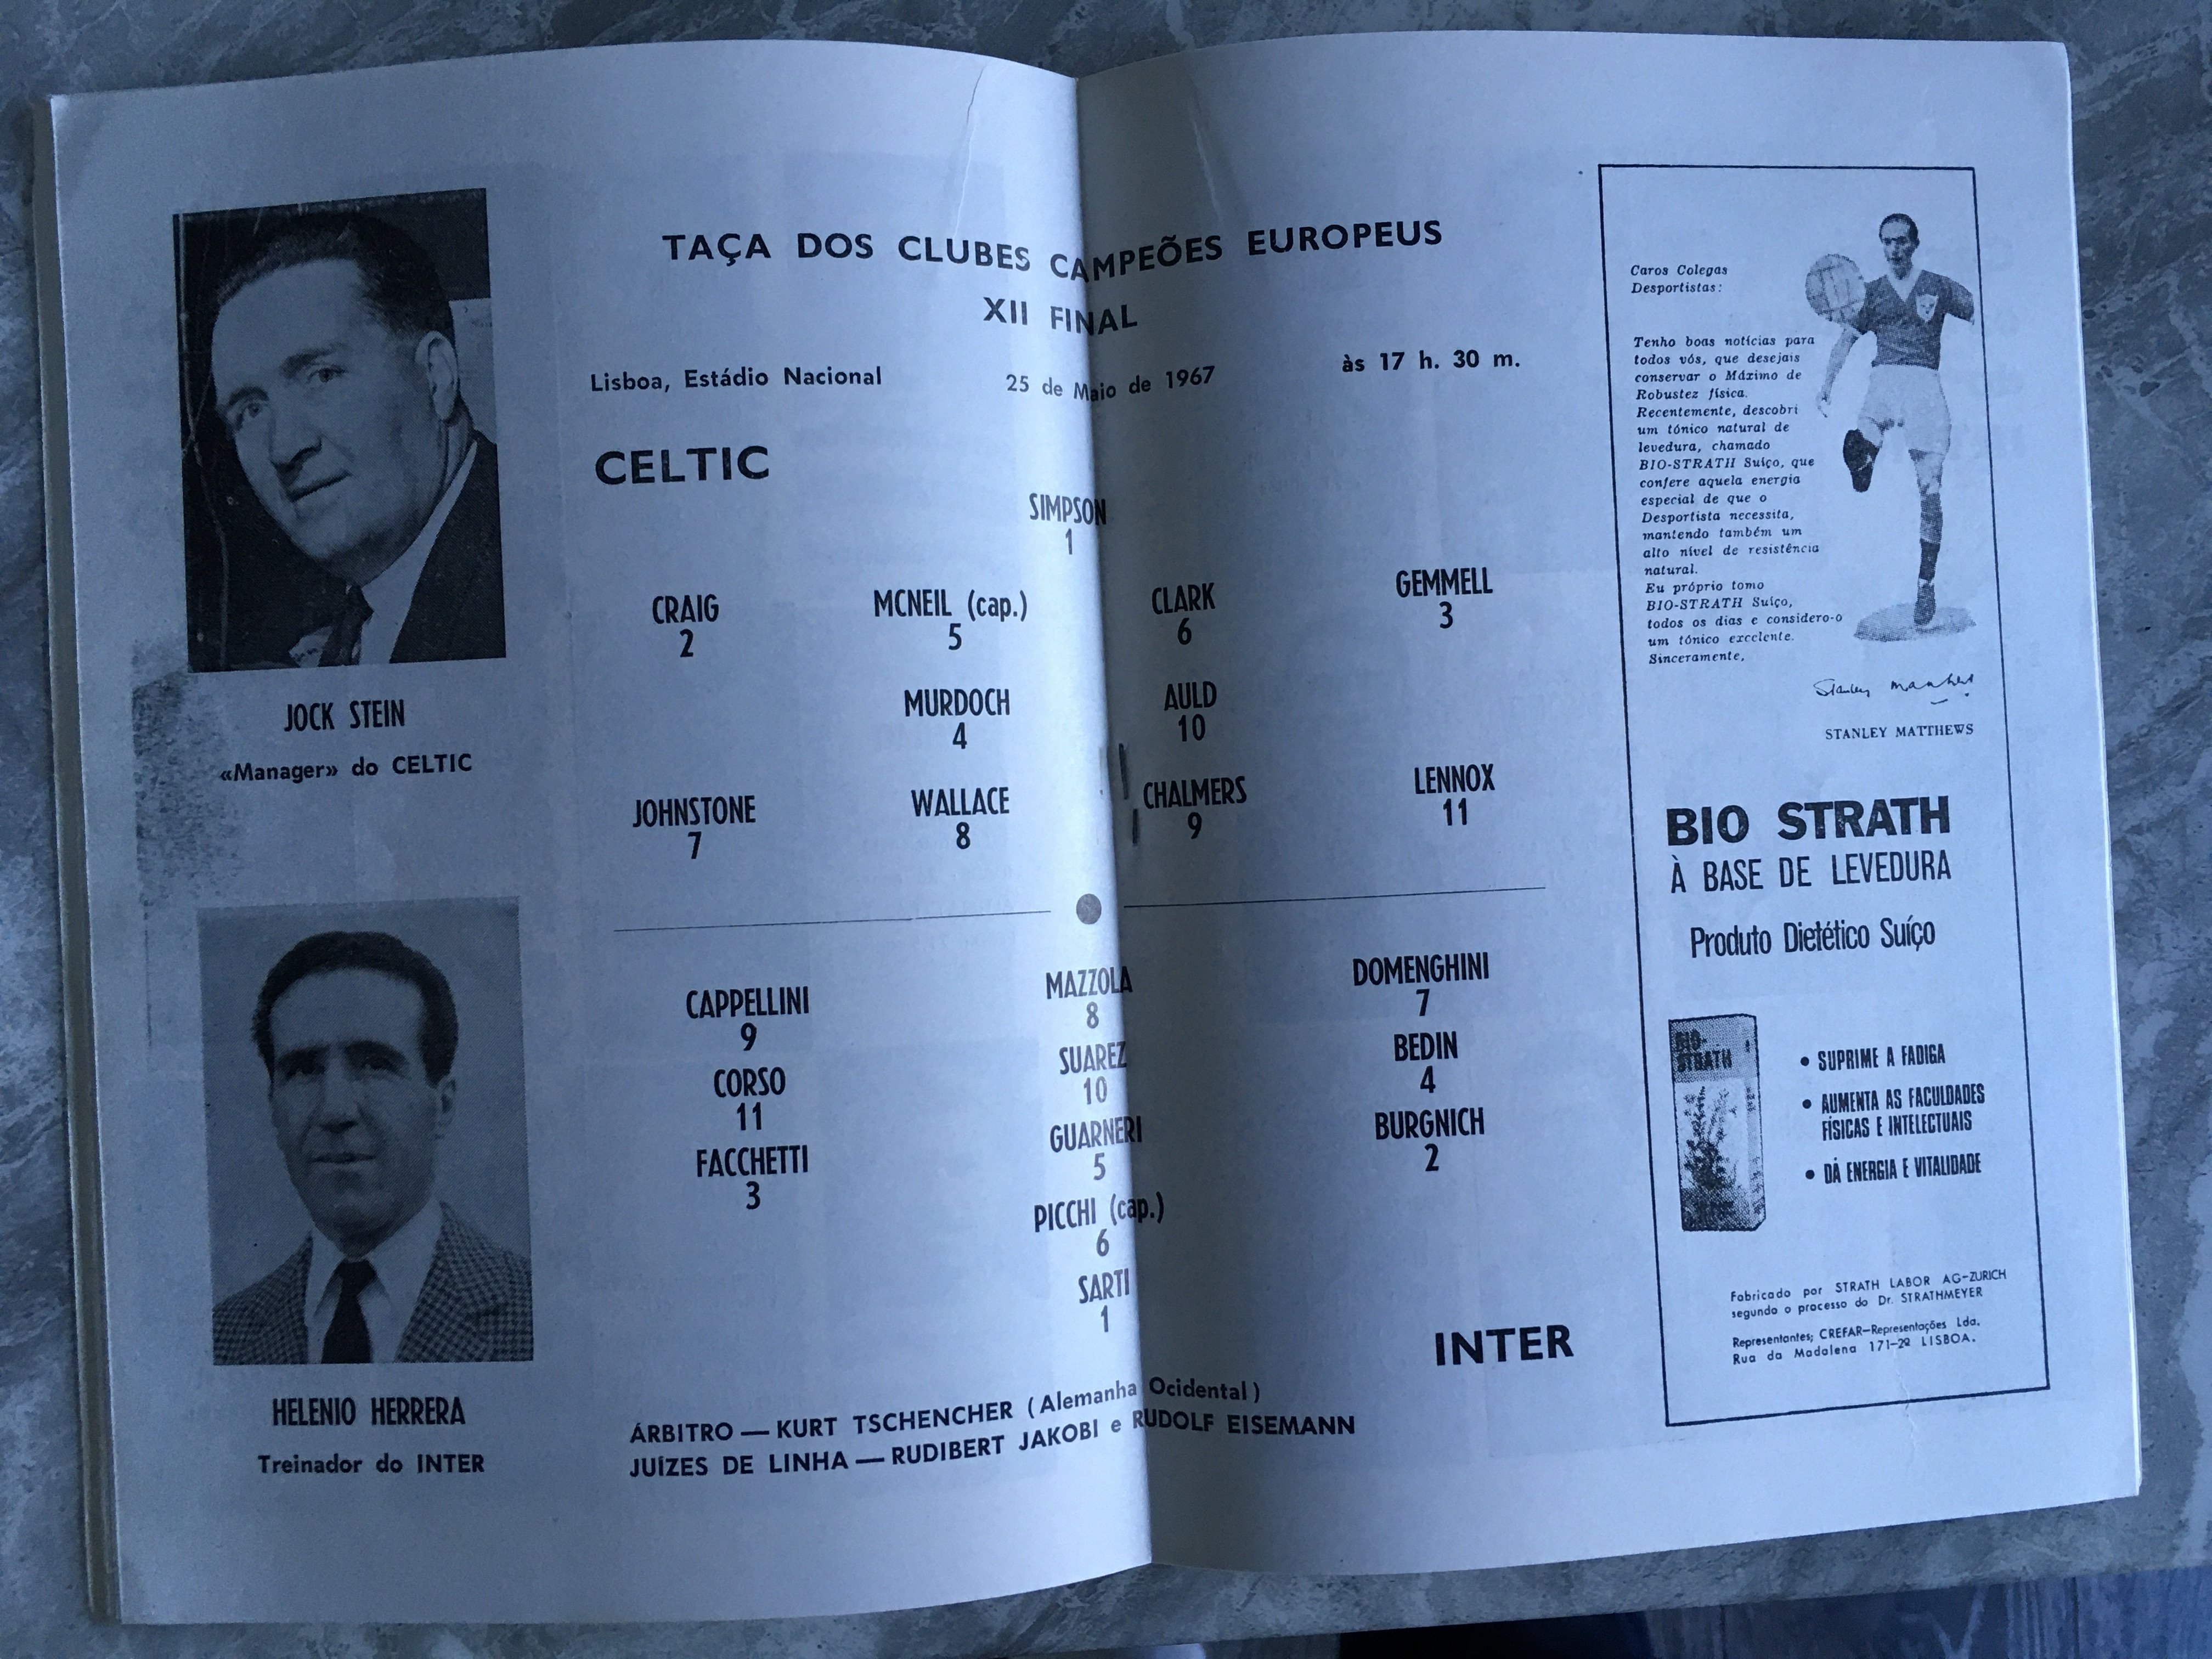 TAÇA DOS CLUBES CAMPEÕES EUROPEUS
XII FINAL
Lisboa, Estádio Nacional 25 de Maio de 1967 às 17 h. 30 m.
JOCK STEIN
«Manager» do CELTIC
HELENIO HERRERA
Treinador do INTER
CELTIC
SIMPSON
1
CRAIG MCNEIL (cap.) CLARK GEMMELL
2 5 6 3
MURDOCH AULD
4 10
JOHNSTONE WALLACE CHALMERS LENNOX
7 8 9 11
CAPPELLINI MAZZOLA DOMENGHINI
9 8 7
CORSO SUAREZ BEDIN
11 10 4
FACCHETTI GUARNERI BURGNICH
3 5 2
PICCHI (cap.)
6
SARTI
1
INTER
ÁRBITRO — KURT TSCHENCHER (Alemanha Ocidental)
JUÍZES DE LINHA — RUDIBERT JAKOBI e RUDOLF EISEMANN
Caros Colegas
Desportistas:
Tenho boas notícias para
todos vós, que desejais
conservar o Máximo de
Robustez física.
Recentemente, descobri
um tónico natural de
levedura, chamado
BIO-STRATH Suíço, que
confere aquela energia
especial de que o
Desportista necessita,
mantendo também um
alto nível de resistência
natural.
Eu próprio tomo
BIO-STRATH Suíço,
todos os dias e considero-o
um tónico excelente.
Sinceramente,
Stanley Matthews
STANLEY MATTHEWS
BIO STRATH
À BASE DE LEVEDURA
Produto Dietético Suíço
BIO-
STRATH
• SUPRIME A FADIGA
• AUMENTA AS FACULDADES
FÍSICAS E INTELECTUAIS
• DÁ ENERGIA E VITALIDADE
Fabricado por STRATH LABOR AG-ZURICH
segundo o processo do Dr. STRATHMEYER
Representantes; CREFAR-Representações Lda.
Rua da Madalena 171-2º LISBOA.